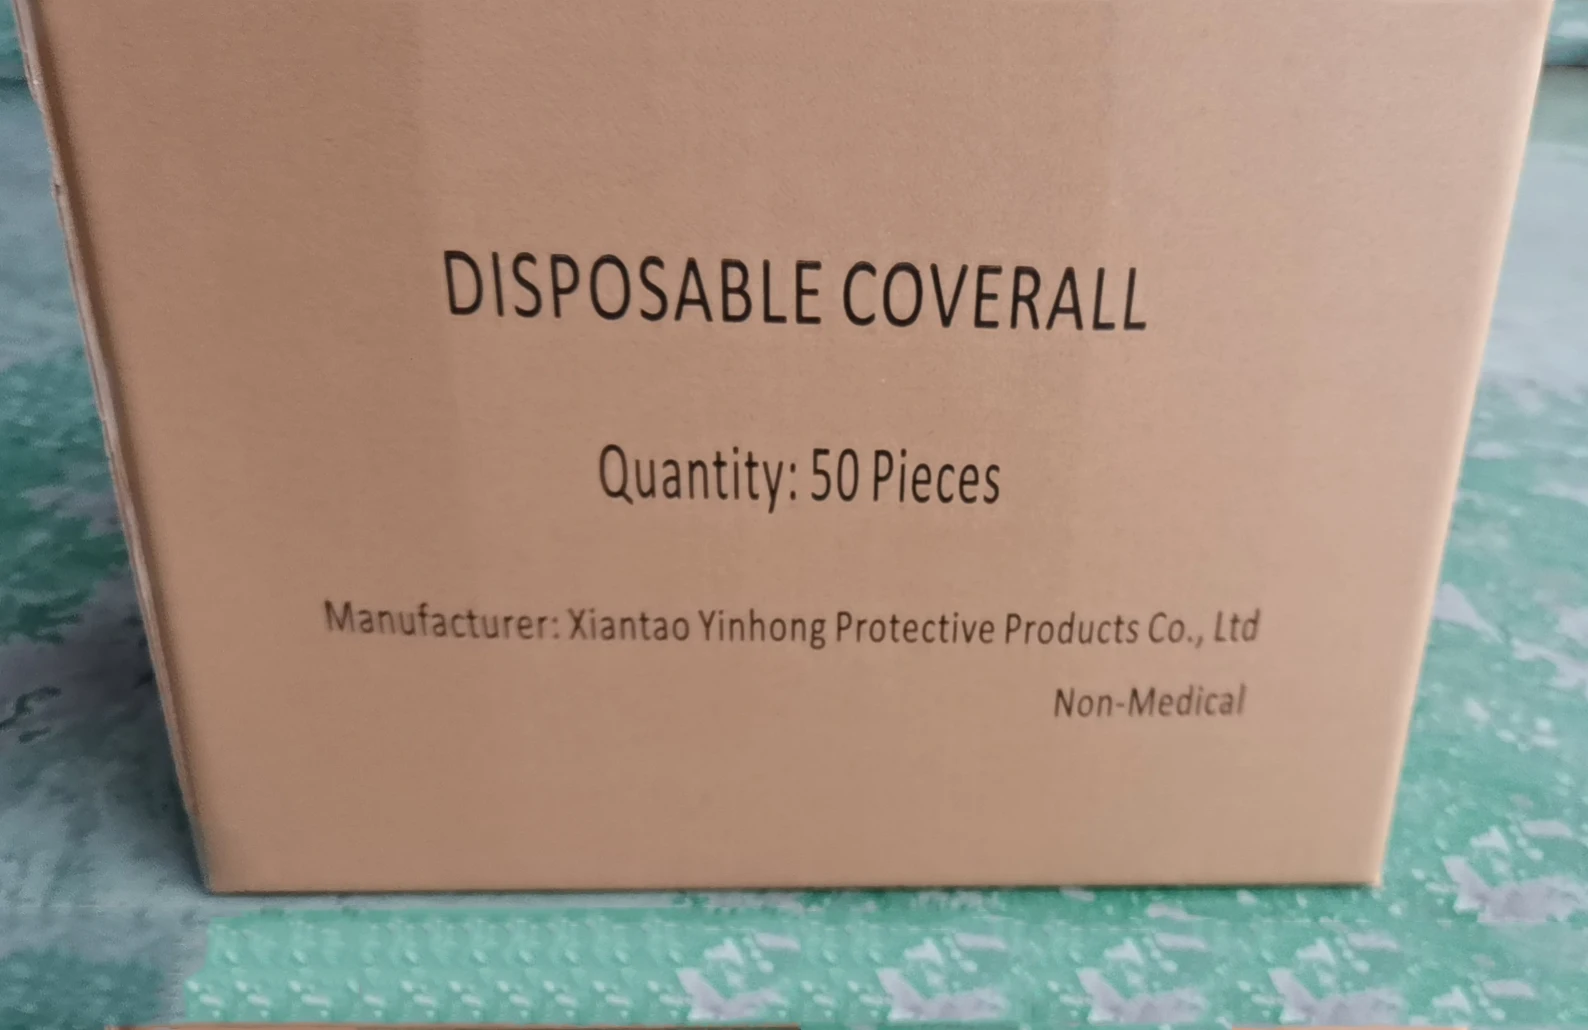 DISPOSABLE COVERALL
Quantity: 50 Pieces
Manufacturer: Xiantao Yinhong Protective Products Co., Ltd
Non-Medical